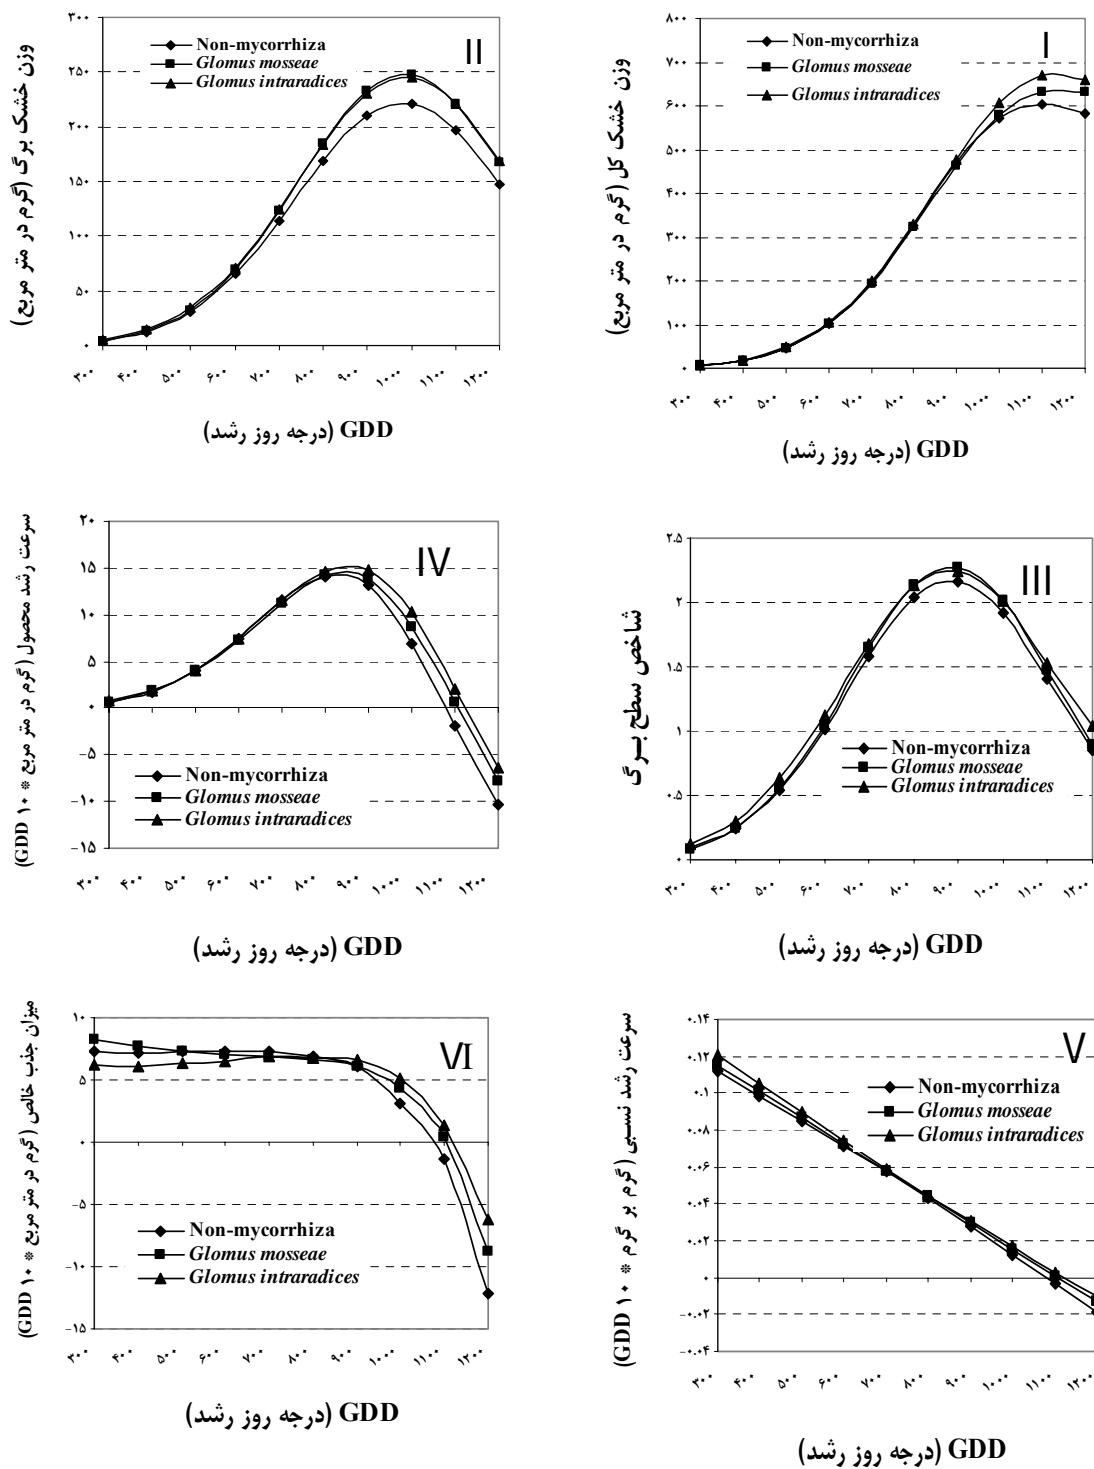 I
وزن خشک کل (گرم در متر مربع)
۸۰۰
۷۰۰
۶۰۰
۵۰۰
۴۰۰
۳۰۰
۲۰۰
۱۰۰
۰
Non-mycorrhiza
Glomus mosseae
Glomus intraradices
۳۰۰ ۴۰۰ ۵۰۰ ۶۰۰ ۷۰۰ ۸۰۰ ۹۰۰ ۱۰۰۰ ۱۱۰۰ ۱۲۰۰
GDD (درجه روز رشد)
II
وزن خشک برگ (گرم در متر مربع)
۳۰۰
۲۵۰
۲۰۰
۱۵۰
۱۰۰
۵۰
۰
Non-mycorrhiza
Glomus mosseae
Glomus intraradices
۳۰۰ ۴۰۰ ۵۰۰ ۶۰۰ ۷۰۰ ۸۰۰ ۹۰۰ ۱۰۰۰ ۱۱۰۰ ۱۲۰۰
GDD (درجه روز رشد)
III
شاخص سطح برگ
۲.۵
۲
۱.۵
۱
۰.۵
۰
Non-mycorrhiza
Glomus mosseae
Glomus intraradices
۳۰۰ ۴۰۰ ۵۰۰ ۶۰۰ ۷۰۰ ۸۰۰ ۹۰۰ ۱۰۰۰ ۱۱۰۰ ۱۲۰۰
GDD (درجه روز رشد)
IV
سرعت رشد محصول (گرم در متر مربع * ۱۰ GDD)
۲۰
۱۵
۱۰
۵
۰
-۵
-۱۰
-۱۵
Non-mycorrhiza
Glomus mosseae
Glomus intraradices
۳۰۰ ۴۰۰ ۵۰۰ ۶۰۰ ۷۰۰ ۸۰۰ ۹۰۰ ۱۰۰۰ ۱۱۰۰ ۱۲۰۰
GDD (درجه روز رشد)
V
سرعت رشد نسبی (گرم بر گرم * ۱۰ GDD)
۰.۱۴
۰.۱۲
۰.۱
۰.۰۸
۰.۰۶
۰.۰۴
۰.۰۲
۰
-۰.۰۲
-۰.۰۴
Non-mycorrhiza
Glomus mosseae
Glomus intraradices
۳۰۰ ۴۰۰ ۵۰۰ ۶۰۰ ۷۰۰ ۸۰۰ ۹۰۰ ۱۰۰۰ ۱۱۰۰ ۱۲۰۰
GDD (درجه روز رشد)
VI
میزان جذب خالص (گرم در متر مربع * ۱۰ GDD)
۱۰
۵
۰
-۵
-۱۰
-۱۵
Non-mycorrhiza
Glomus mosseae
Glomus intraradices
۳۰۰ ۴۰۰ ۵۰۰ ۶۰۰ ۷۰۰ ۸۰۰ ۹۰۰ ۱۰۰۰ ۱۱۰۰ ۱۲۰۰
GDD (درجه روز رشد)